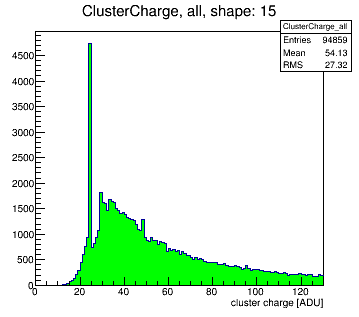 ClusterCharge, all, shape: 15
ClusterCharge_all
Entries 94859
Mean 54.13
RMS 27.32
4500
4000
3500
3000
2500
2000
1500
1000
500
0
0 20 40 60 80 100 120
cluster charge [ADU]